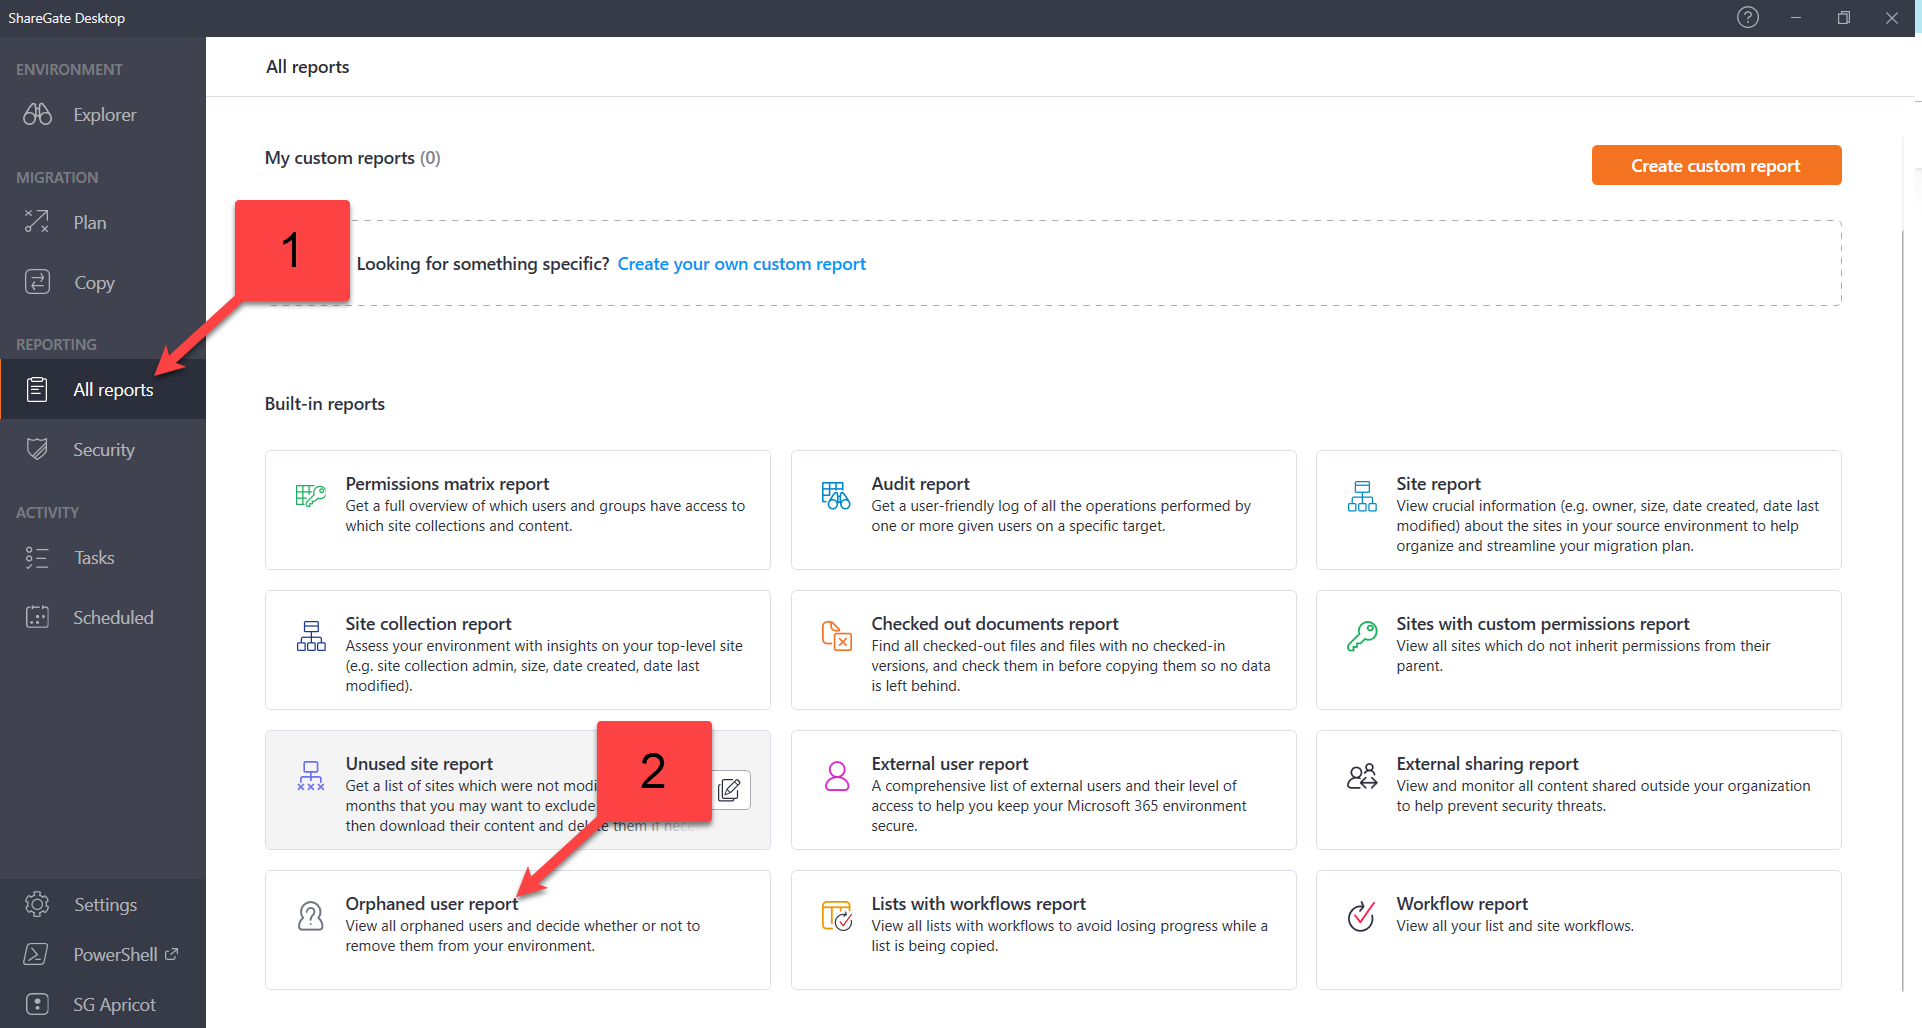 ShareGate Desktop
ENVIRONMENT
Explorer
MIGRATION
Plan
Copy
REPORTING
All reports
Security
ACTIVITY
Tasks
Scheduled
Settings
PowerShell
SG Apricot
All reports
My custom reports (0)
Create custom report
1
Looking for something specific? Create your own custom report
Built-in reports
Permissions matrix report
Get a full overview of which users and groups have access to
which site collections and content.
Audit report
Get a user-friendly log of all the operations performed by
one or more given users on a specific target.
Site report
View crucial information (e.g. owner, size, date created, date last
modified) about the sites in your source environment to help
organize and streamline your migration plan.
Site collection report
Assess your environment with insights on your top-level site
(e.g. site collection admin, size, date created, date last
modified).
Checked out documents report
Find all checked-out files and files with no checked-in
versions, and check them in before copying them so no data
is left behind.
Sites with custom permissions report
View all sites which do not inherit permissions from their
parent.
Unused site report
Get a list of sites which were not modi
months that you may want to exclude
then download their content and delete them if nece
2
External user report
A comprehensive list of external users and their level of
access to help you keep your Microsoft 365 environment
secure.
External sharing report
View and monitor all content shared outside your organization
to help prevent security threats.
Orphaned user report
View all orphaned users and decide whether or not to
remove them from your environment.
Lists with workflows report
View all lists with workflows to avoid losing progress while a
list is being copied.
Workflow report
View all your list and site workflows.